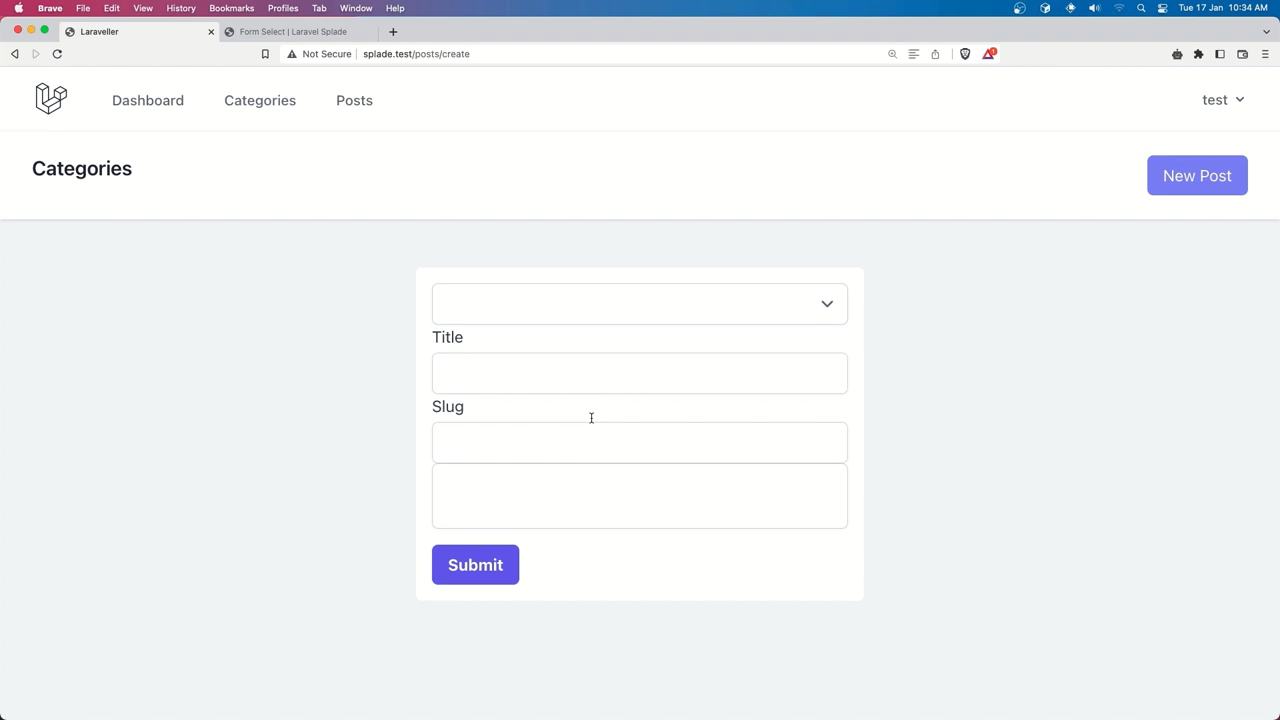 Brave File Edit View History Bookmarks Profiles Tab Window Help Tue 17 Jan 10:34 AM
Laraveller Form Select | Laravel Splade
Not Secure splade.test/posts/create
Dashboard Categories Posts test
Categories
New Post
Title
Slug
Submit